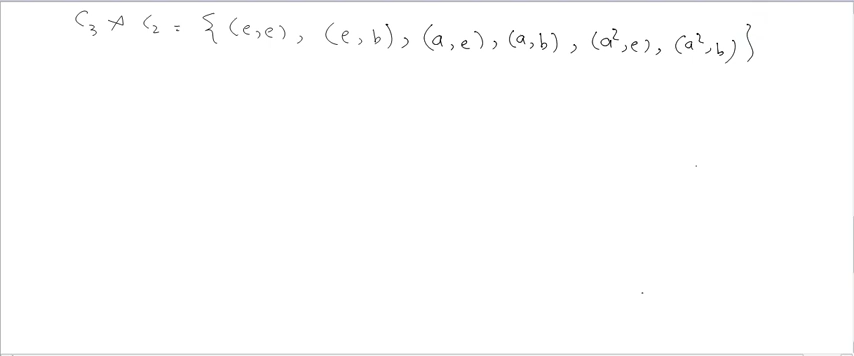 C₃ ⋊ C₂ = {(e,e), (e,b), (a,e), (a,b), (a²,e), (a²,b)}